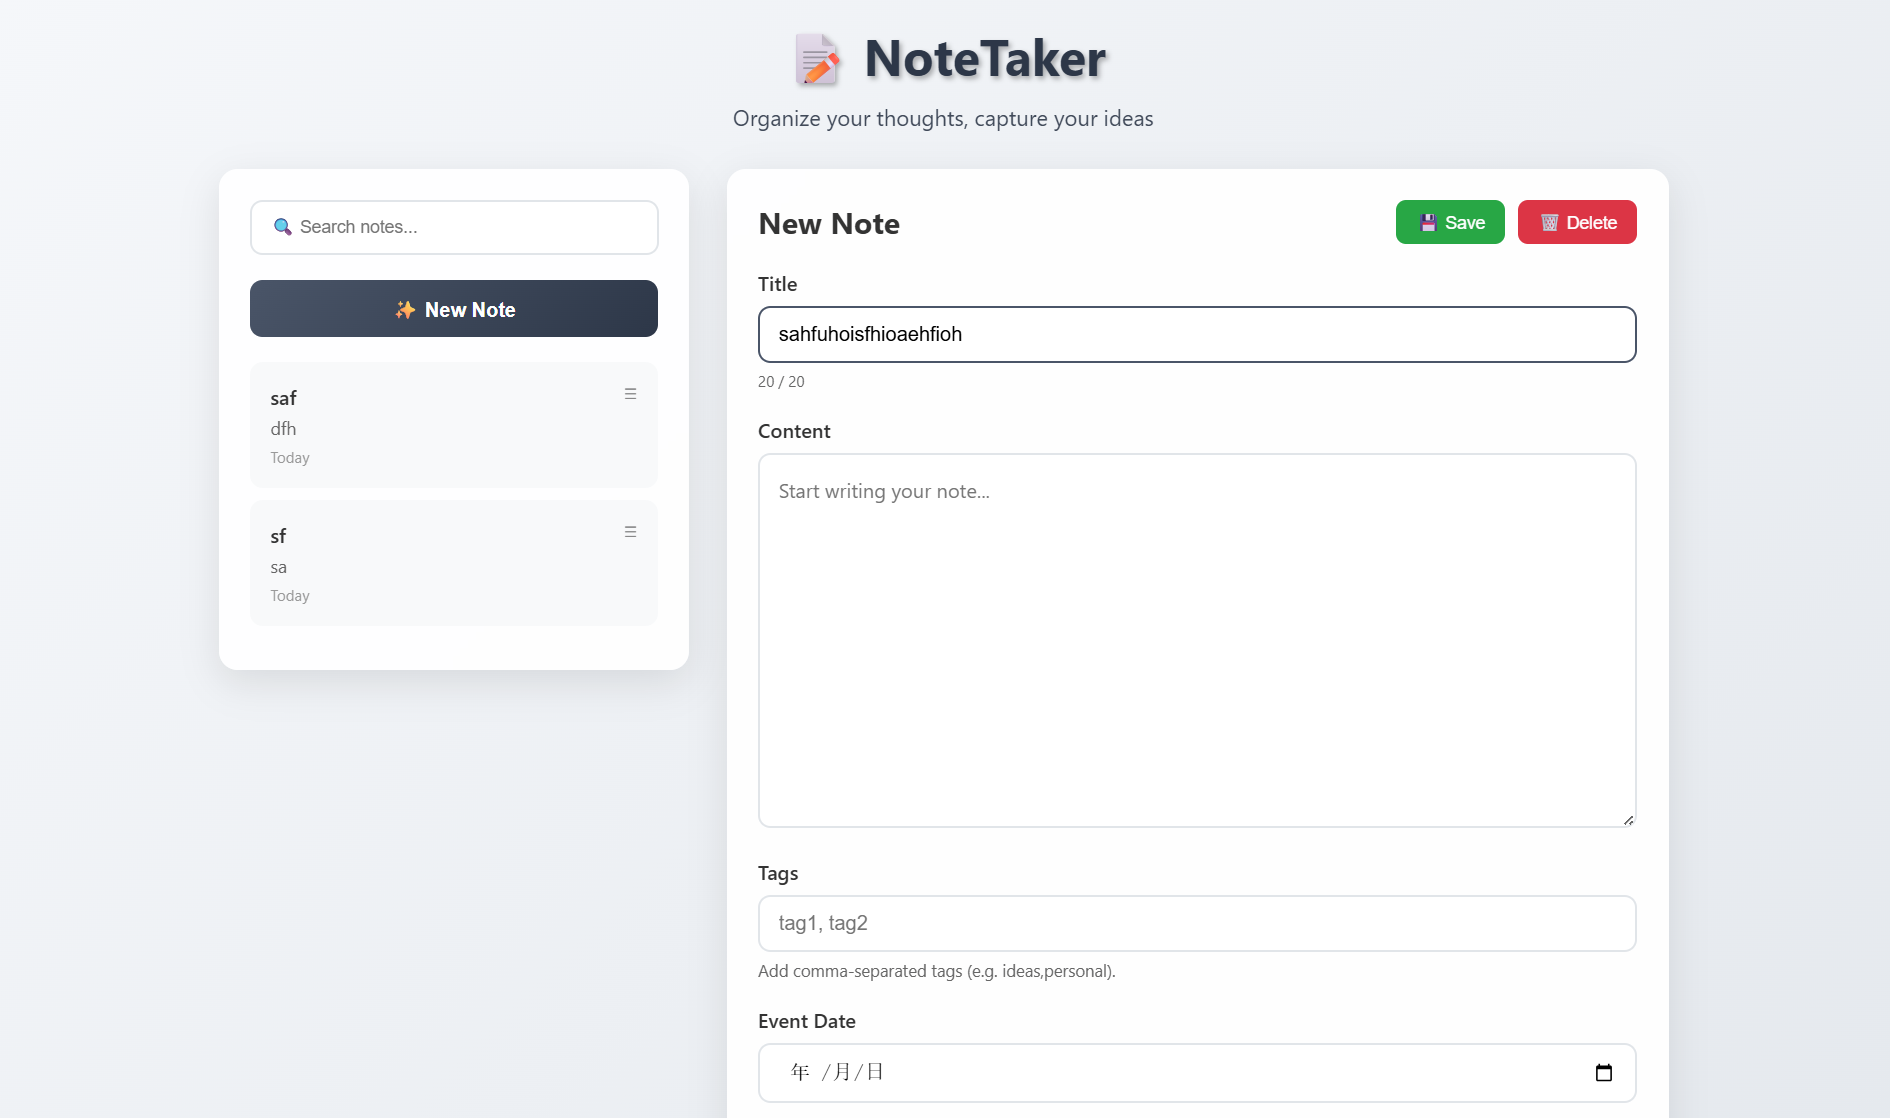 NoteTaker
Organize your thoughts, capture your ideas
🔍 Search notes...
✨ New Note
saf
dfh
Today
sf
sa
Today
New Note
💾 Save
🗑️ Delete
Title
sahfuhoisfhioaehfioh
20 / 20
Content
Start writing your note...
Tags
tag1, tag2
Add comma-separated tags (e.g. ideas,personal).
Event Date
年 /月/日